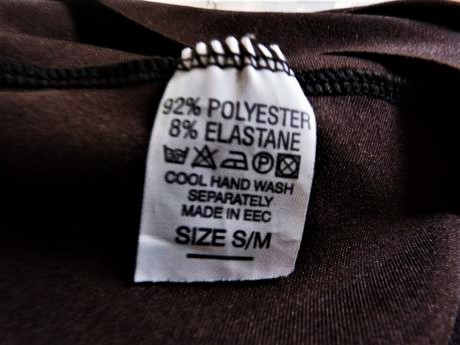 92% POLYESTER
8% ELASTANE
P
COOL HAND WASH
SEPARATELY
MADE IN EEC
SIZE S/M